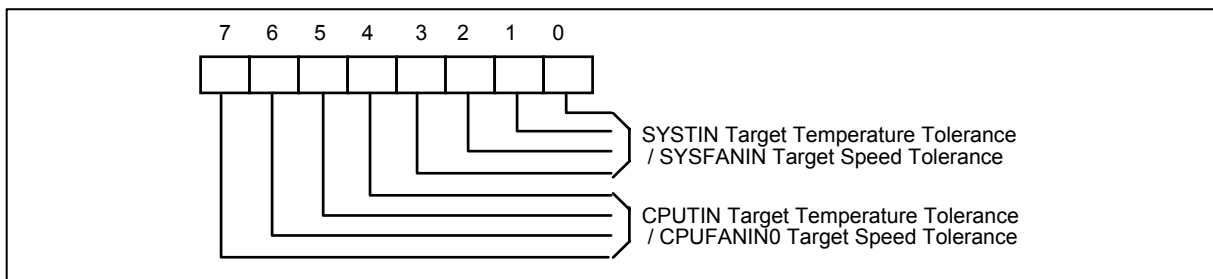 7 6 5 4 3 2 1 0
SYSTIN Target Temperature Tolerance
/ SYSFANIN Target Speed Tolerance
CPUTIN Target Temperature Tolerance
/ CPUFANIN0 Target Speed Tolerance